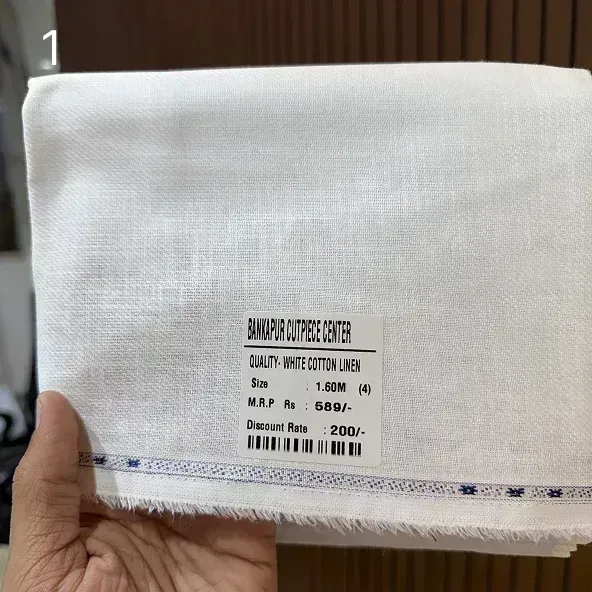 1
BANKAPUR CUTPIECE CENTER
QUALITY- WHITE COTTON LINEN
Size : 1.60M (4)
M.R.P Rs : 589/-
Discount Rate : 200/-